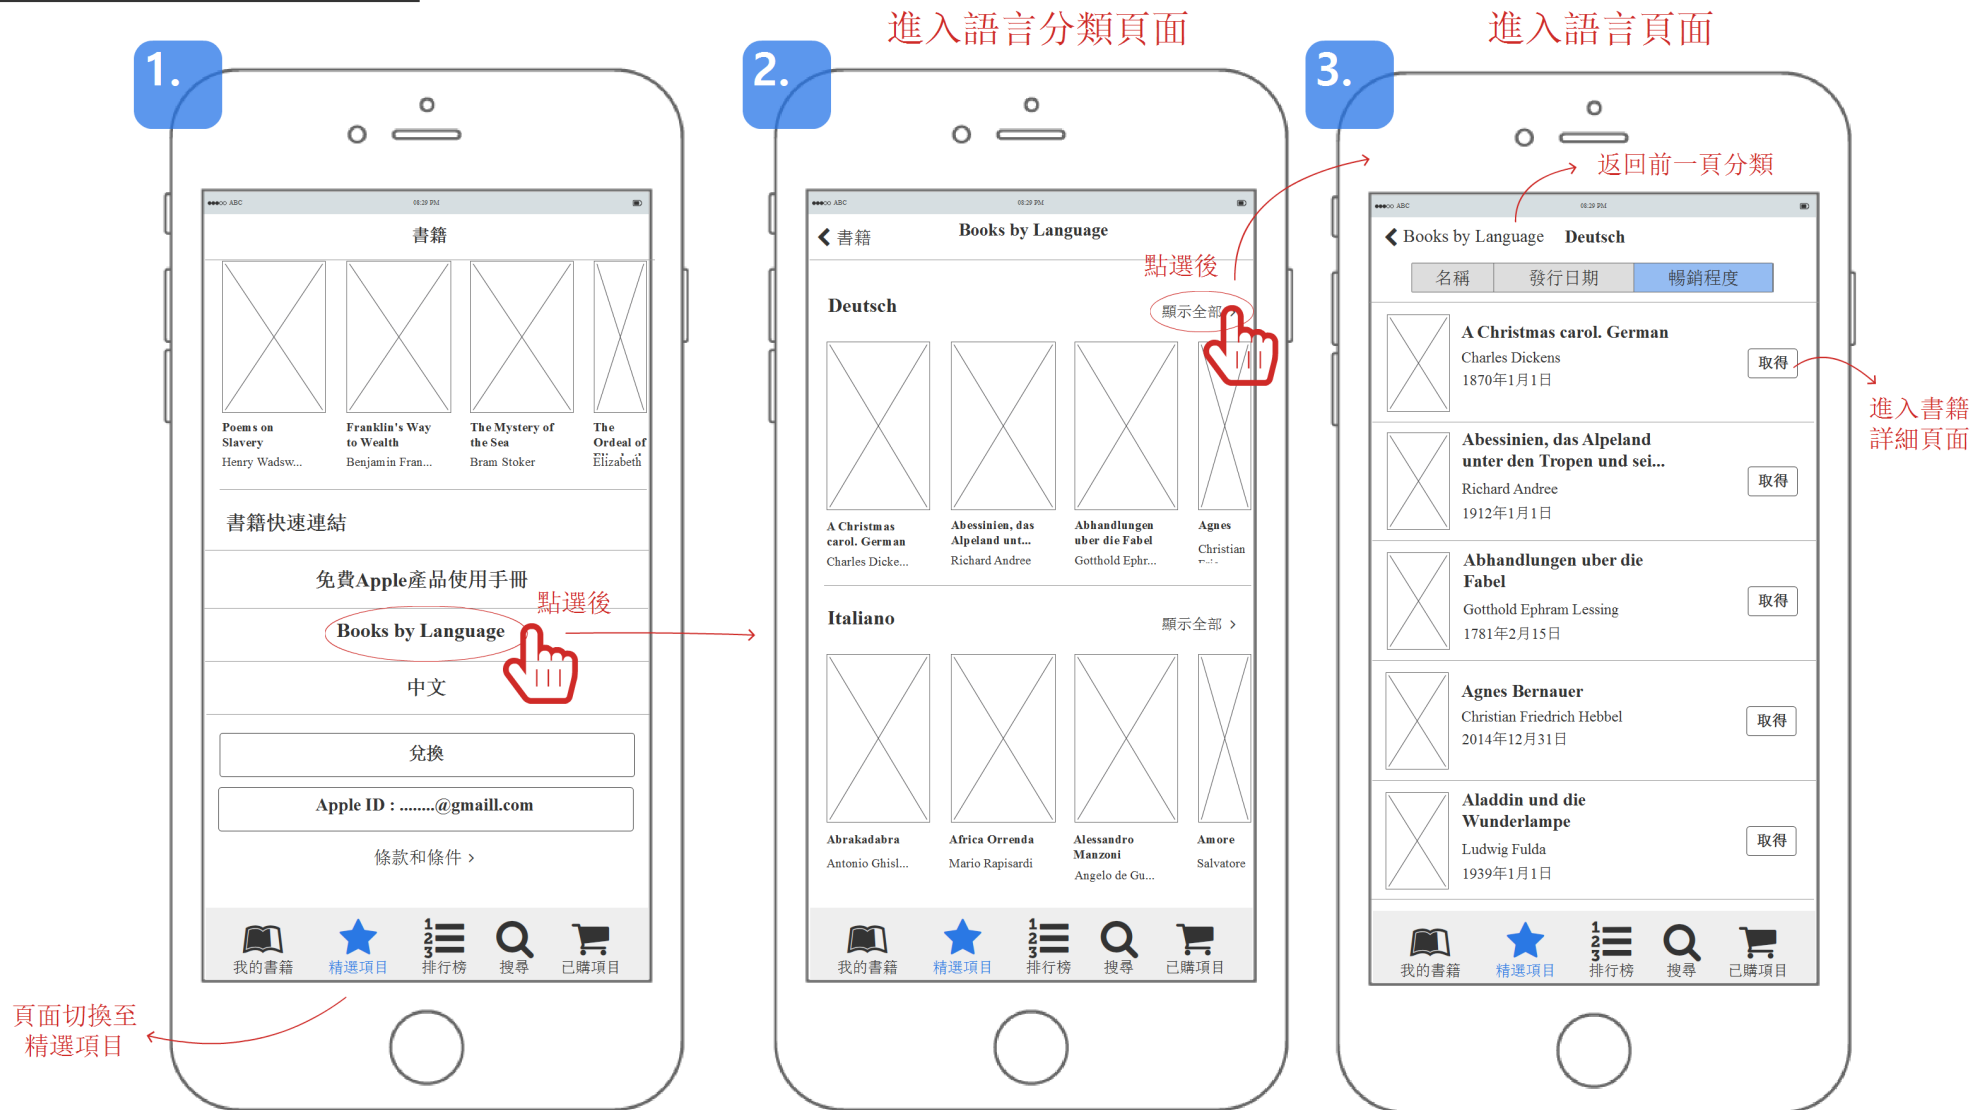 進入語言分類頁面
進入語言頁面
1.
ABC
08:29 PM
書籍
Poems on
Slavery
Henry Wadsw...
Franklin's Way
to Wealth
Benjamin Fran...
The Mystery of
the Sea
Bram Stoker
The
Ordeal of
Elizabeth
書籍快速連結
免費Apple產品使用手冊
點選後
Books by Language
中文
兌換
Apple ID : ........@gmaill.com
條款和條件 >
我的書籍
精選項目
排行榜
搜尋
已購項目
頁面切換至
精選項目
2.
ABC
08:29 PM
書籍
Books by Language
點選後
Deutsch
顯示全部
A Christmas
carol. German
Charles Dicke...
Abessinien, das
Alpeland unt...
Richard Andree
Abhandlungen
uber die Fabel
Gotthold Ephr...
Agnes
Christian
Italiano
顯示全部 >
Abrakadabra
Antonio Ghisl...
Africa Orrenda
Mario Rapisardi
Alessandro
Manzoni
Angelo de Gu...
Amore
Salvatore
我的書籍
精選項目
排行榜
搜尋
已購項目
3.
返回前一頁分類
ABC
08:29 PM
Books by Language
Deutsch
名稱
發行日期
暢銷程度
A Christmas carol. German
Charles Dickens
1870年1月1日
取得
進入書籍
詳細頁面
Abessinien, das Alpeland
unter den Tropen und sei...
Richard Andree
1912年1月1日
取得
Abhandlungen uber die
Fabel
Gotthold Ephram Lessing
1781年2月15日
取得
Agnes Bernauer
Christian Friedrich Hebbel
2014年12月31日
取得
Aladdin und die
Wunderlampe
Ludwig Fulda
1939年1月1日
取得
我的書籍
精選項目
排行榜
搜尋
已購項目